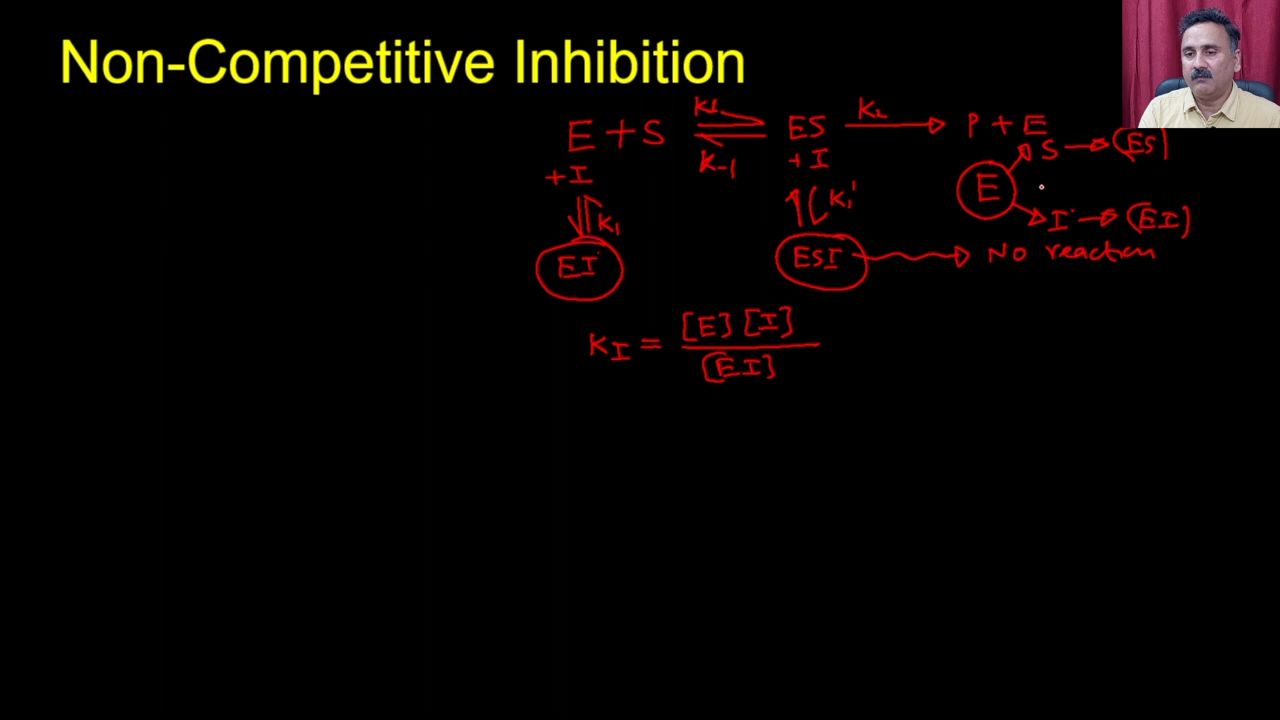 Non-Competitive Inhibition
E + S ⇌ ES → P + E
K1 K2
K-1
+ I + I
K1 K1'
EI ESI → No reaction
E → S → (ES)
→ I → (EI)
KI = [E] [I]
[EI]